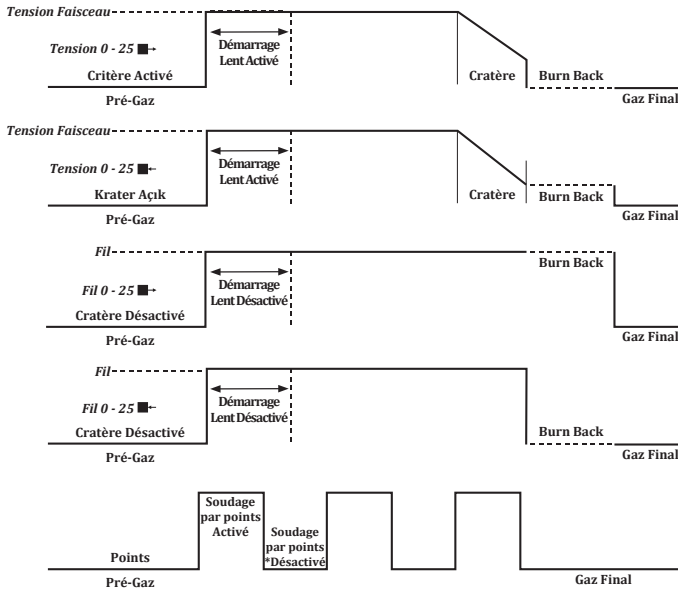 Tension Faisceau
Tension 0 - 25
Démarrage
Lent Activé
Critère Activé
Cratère
Burn Back
Pré-Gaz
Gaz Final
Tension Faisceau
Tension 0 - 25
Démarrage
Lent Activé
Krater Açık
Cratère
Burn Back
Pré-Gaz
Gaz Final
Fil
Burn Back
Fil 0 - 25
Démarrage
Lent Désactivé
Cratère Désactivé
Pré-Gaz
Gaz Final
Fil
Fil 0 - 25
Démarrage
Lent Désactivé
Cratère Désactivé
Burn Back
Pré-Gaz
Gaz Final
Soudage
par points
Activé
Soudage
par points
*Désactivé
Points
Pré-Gaz
Gaz Final